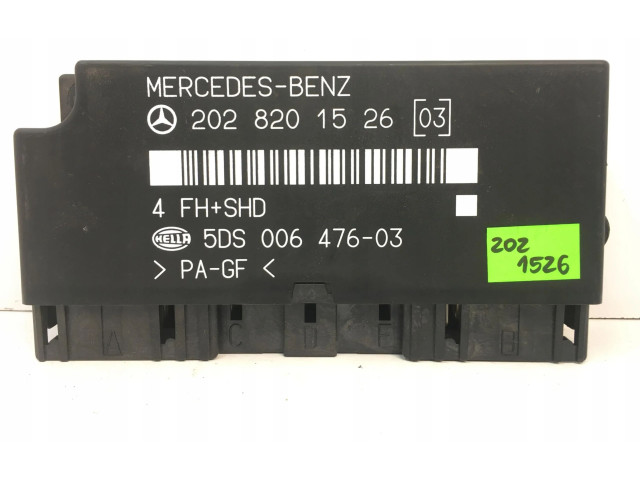 MERCEDES-BENZ
202 820 15 26 [03]
4 FH+SHD
HELLA 5DS 006 476-03
> PA-GF <
202
1526
A C D E B